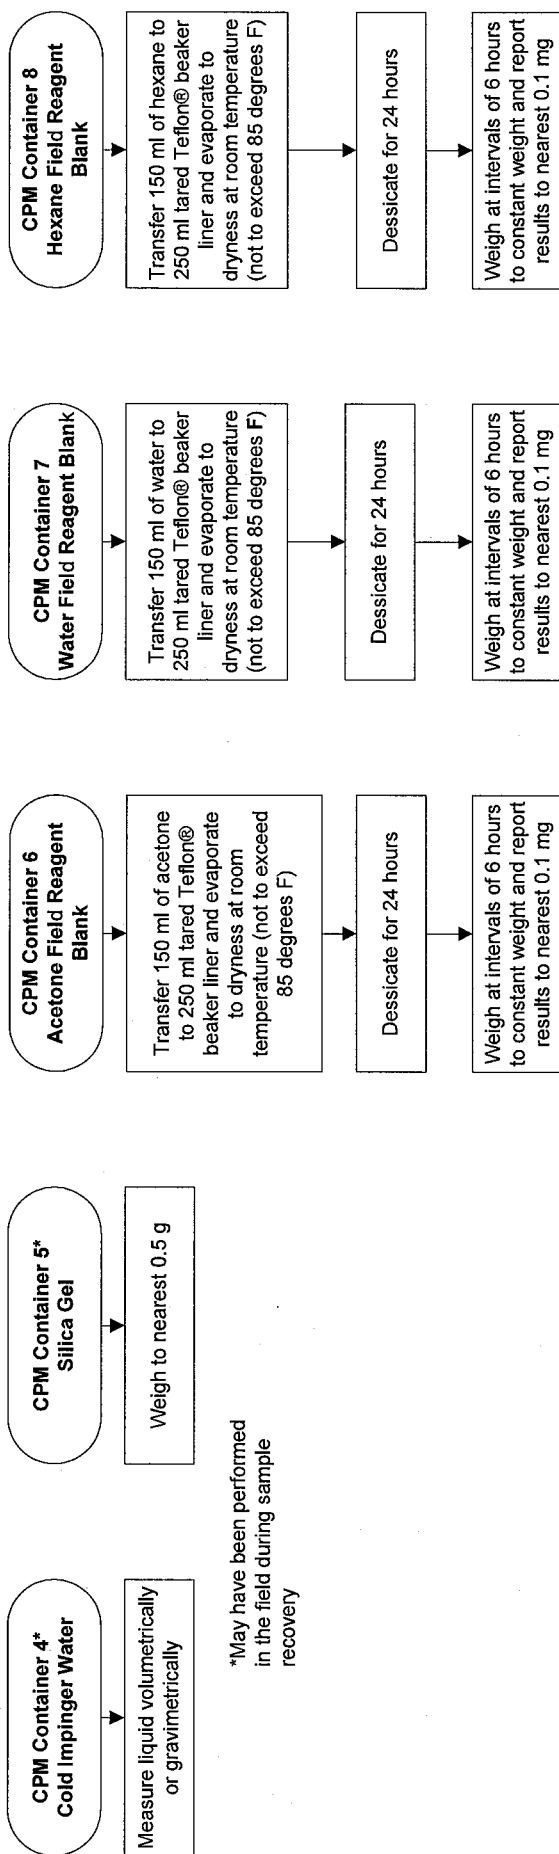 CPM Container 4*
Cold Impinger Water
Measure liquid volumetrically
or gravimetrically
CPM Container 5*
Silica Gel
Weigh to nearest 0.5 g
*May have been performed
in the field during sample
recovery
CPM Container 6
Acetone Field Reagent
Blank
Transfer 150 ml of acetone
to 250 ml tared Teflon®
beaker liner and evaporate
to dryness at room
temperature (not to exceed
85 degrees F)
Dessicate for 24 hours
Weigh at intervals of 6 hours
to constant weight and report
results to nearest 0.1 mg
CPM Container 7
Water Field Reagent Blank
Transfer 150 ml of water to
250 ml tared Teflon® beaker
liner and evaporate to
dryness at room temperature
(not to exceed 85 degrees F)
Dessicate for 24 hours
Weigh at intervals of 6 hours
to constant weight and report
results to nearest 0.1 mg
CPM Container 8
Hexane Field Reagent
Blank
Transfer 150 ml of hexane to
250 ml tared Teflon® beaker
liner and evaporate to
dryness at room temperature
(not to exceed 85 degrees F)
Dessicate for 24 hours
Weigh at intervals of 6 hours
to constant weight and report
results to nearest 0.1 mg